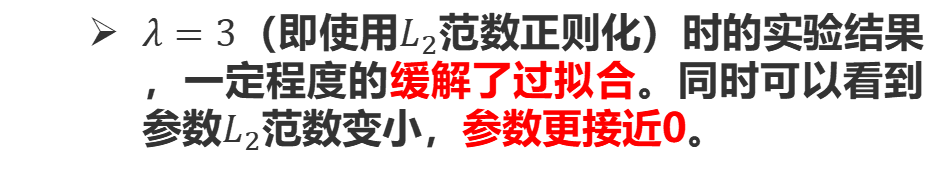 ➢ λ = 3（即使用L₂范数正则化）时的实验结果
，一定程度的缓解了过拟合。同时可以看到
参数L₂范数变小，参数更接近0。